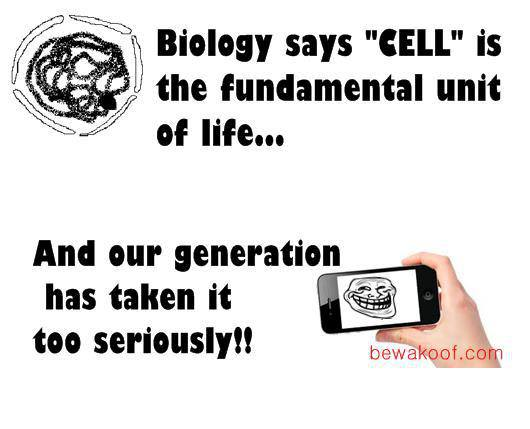 Biology says "CELL" is
the fundamental unit
of life...
And our generation
has taken it
too seriously!!
bewakoof.com